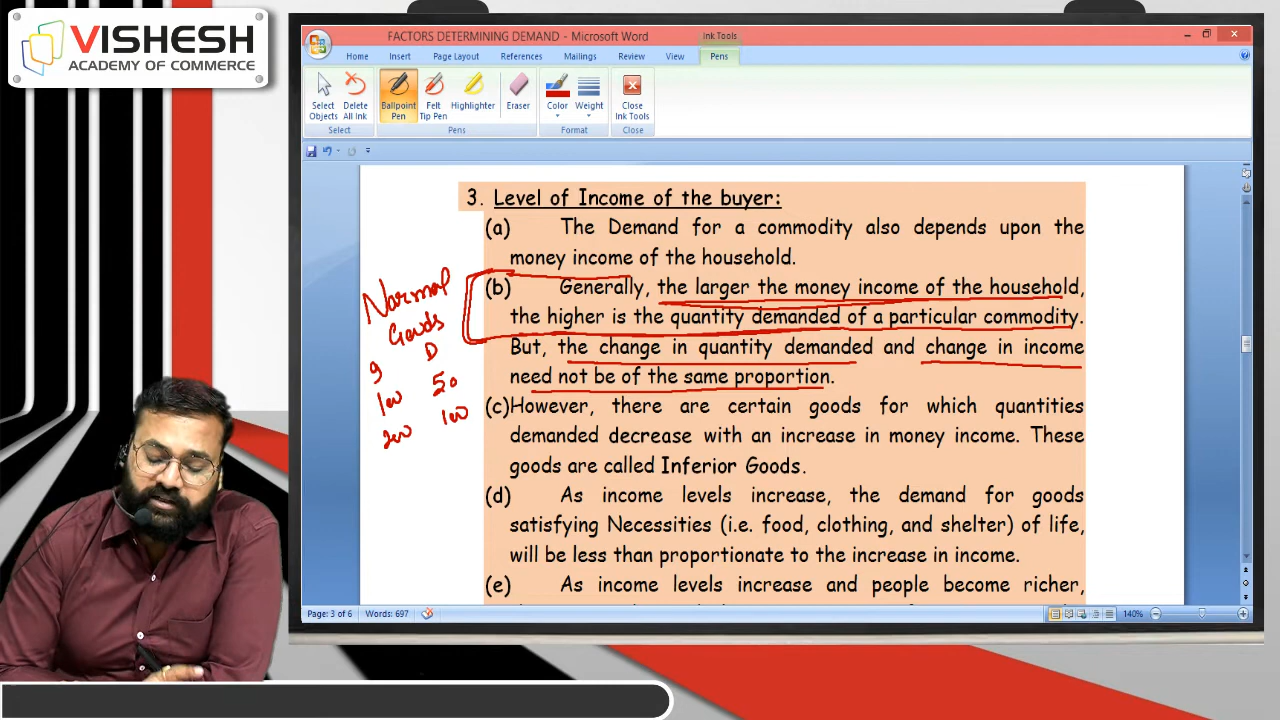 VISHESH
ACADEMY OF COMMERCE
FACTORS DETERMINING DEMAND - Microsoft Word
Ink Tools
Home Insert Page Layout References Mailings Review View Pens
Select Objects
Delete All Ink
Ballpoint Pen
Felt Tip Pen
Highlighter
Eraser
Color
Weight
Close Ink Tools
Select Pens Format Close
3. Level of Income of the buyer:
(a) The Demand for a commodity also depends upon the
money income of the household.
(b) Generally, the larger the money income of the household,
the higher is the quantity demanded of a particular commodity.
But, the change in quantity demanded and change in income
need not be of the same proportion.
(c)However, there are certain goods for which quantities
demanded decrease with an increase in money income. These
goods are called Inferior Goods.
(d) As income levels increase, the demand for goods
satisfying Necessities (i.e. food, clothing, and shelter) of life,
will be less than proportionate to the increase in income.
(e) As income levels increase and people become richer,
Normal
Goods
D
100 50
200 100
Page: 3 of 6 Words: 697 140%